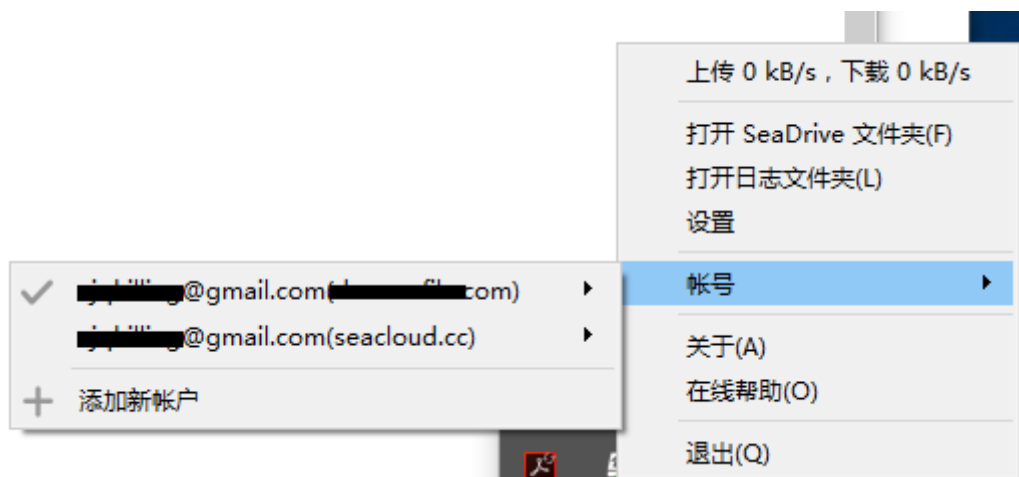 上传 0 kB/s，下载 0 kB/s
打开 SeaDrive 文件夹(F)
打开日志文件夹(L)
设置
帐号
@gmail.com( com)
@gmail.com(seacloud.cc)
添加新帐户
关于(A)
在线帮助(O)
退出(Q)